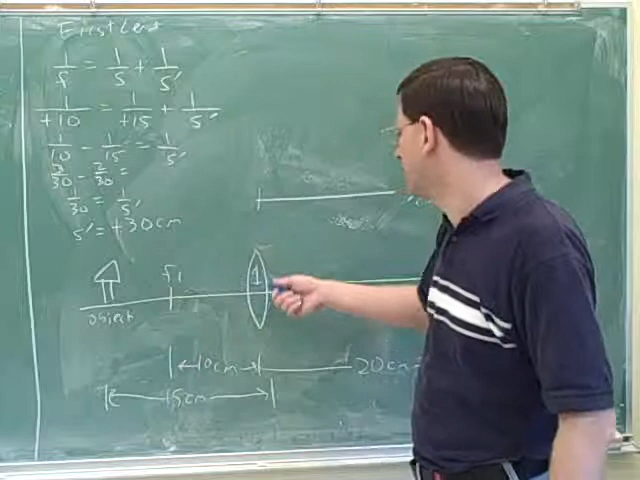 First Lens
1/f = 1/s + 1/s'
1/+10 = 1/+15 + 1/s'
1/10 - 1/15 = 1/s'
3/30 - 2/30 =
1/30 = 1/s'
s' = +30cm
f1
1
object
10cm
20cm
15cm